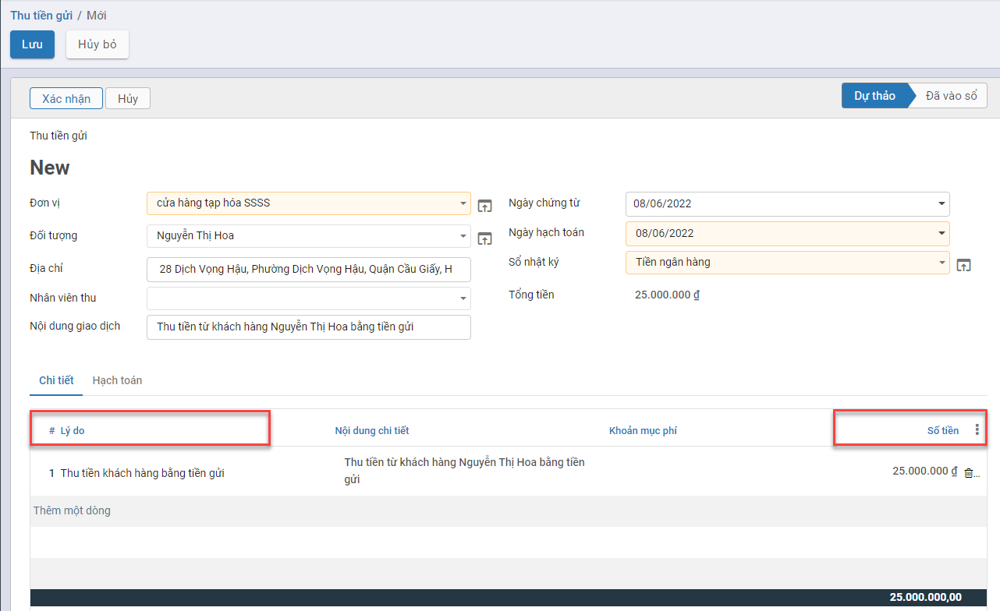 Thu tiền gửi / Mới
Lưu Hủy bỏ
Xác nhận Hủy Dự thảo Đã vào sổ
Thu tiền gửi
New
Đơn vị cửa hàng tạp hóa SSSS Ngày chứng từ 08/06/2022
Đối tượng Nguyễn Thị Hoa Ngày hạch toán 08/06/2022
Địa chỉ 28 Dịch Vọng Hậu, Phường Dịch Vọng Hậu, Quận Cầu Giấy, H Sổ nhật ký Tiền ngân hàng
Nhân viên thu Tổng tiền 25.000.000 ₫
Nội dung giao dịch Thu tiền từ khách hàng Nguyễn Thị Hoa bằng tiền gửi
Chi tiết Hạch toán
# Lý do Nội dung chi tiết Khoản mục phí Số tiền
1 Thu tiền khách hàng bằng tiền gửi Thu tiền từ khách hàng Nguyễn Thị Hoa bằng tiền 25.000.000 ₫ ...
gửi
Thêm một dòng
25.000.000,00